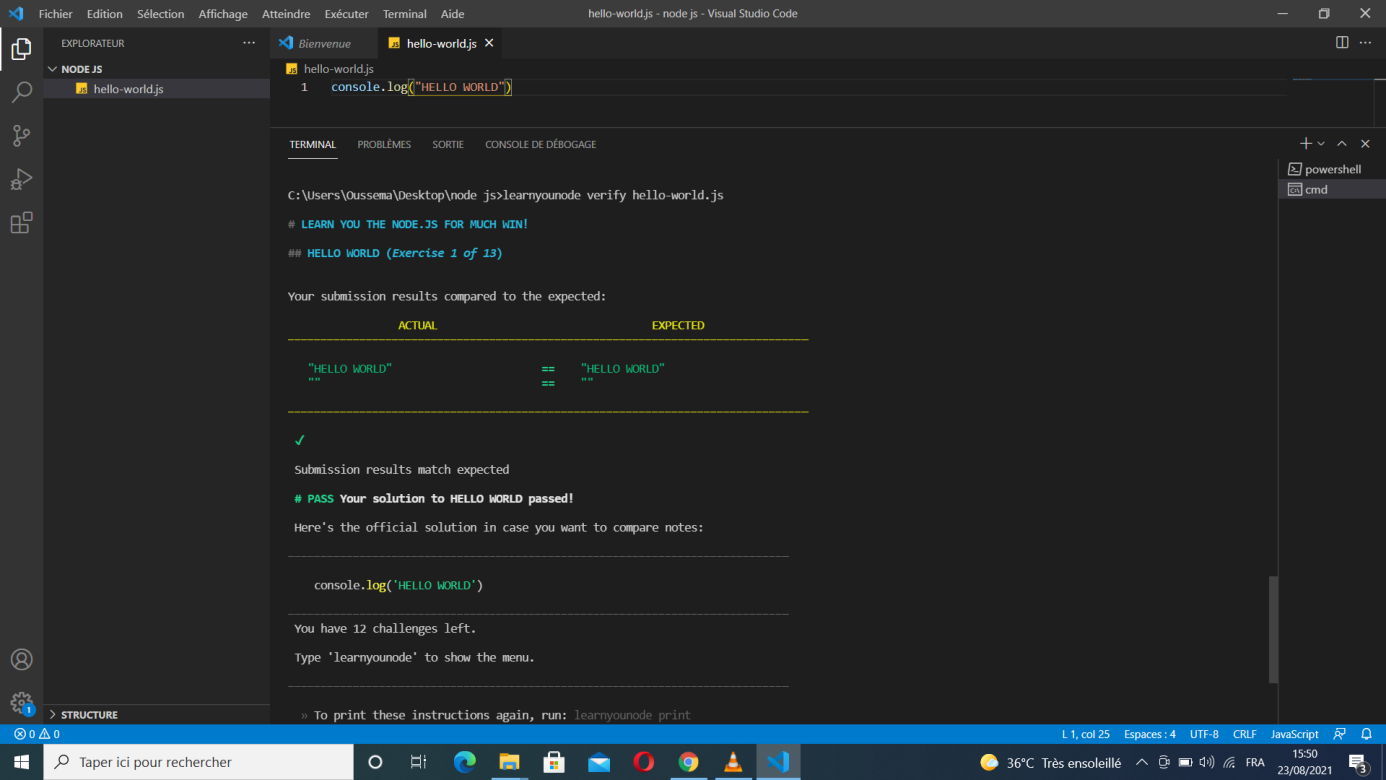 Fichier Edition Sélection Affichage Atteindre Exécuter Terminal Aide
hello-world.js - node js - Visual Studio Code
EXPLORATEUR
Bienvenue
hello-world.js
NODE JS
hello-world.js
hello-world.js
1 console.log("HELLO WORLD")
TERMINAL PROBLÈMES SORTIE CONSOLE DE DÉBOGAGE
powershell
cmd
C:\Users\Oussema\Desktop\node js>learnyounode verify hello-world.js
# LEARN YOU THE NODE.JS FOR MUCH WIN!
## HELLO WORLD (Exercise 1 of 13)
Your submission results compared to the expected:
ACTUAL EXPECTED
"HELLO WORLD" == "HELLO WORLD"
"" == ""
✓
Submission results match expected
# PASS Your solution to HELLO WORLD passed!
Here's the official solution in case you want to compare notes:
console.log('HELLO WORLD')
You have 12 challenges left.
Type 'learnyounode' to show the menu.
» To print these instructions again, run: learnyounode print
1
STRUCTURE
0 0
L 1, col 25 Espaces : 4 UTF-8 CRLF JavaScript
Taper ici pour rechercher
36°C Très ensoleillé
FRA
15:50
23/08/2021
3